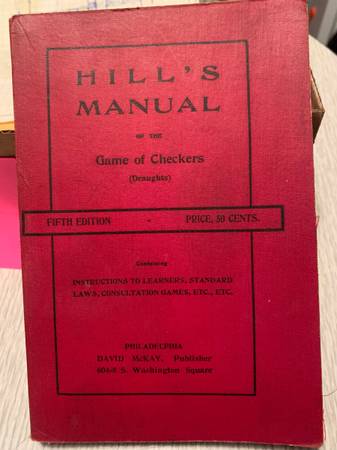 HILL'S
MANUAL
OF THE
Game of Checkers
(Draughts)
FIFTH EDITION - PRICE, 50 CENTS.
Containing
INSTRUCTIONS TO LEARNERS, STANDARD
LAWS, CONSULTATION GAMES, ETC., ETC.
PHILADELPHIA
DAVID McKAY, Publisher
604-8 S. Washington Square